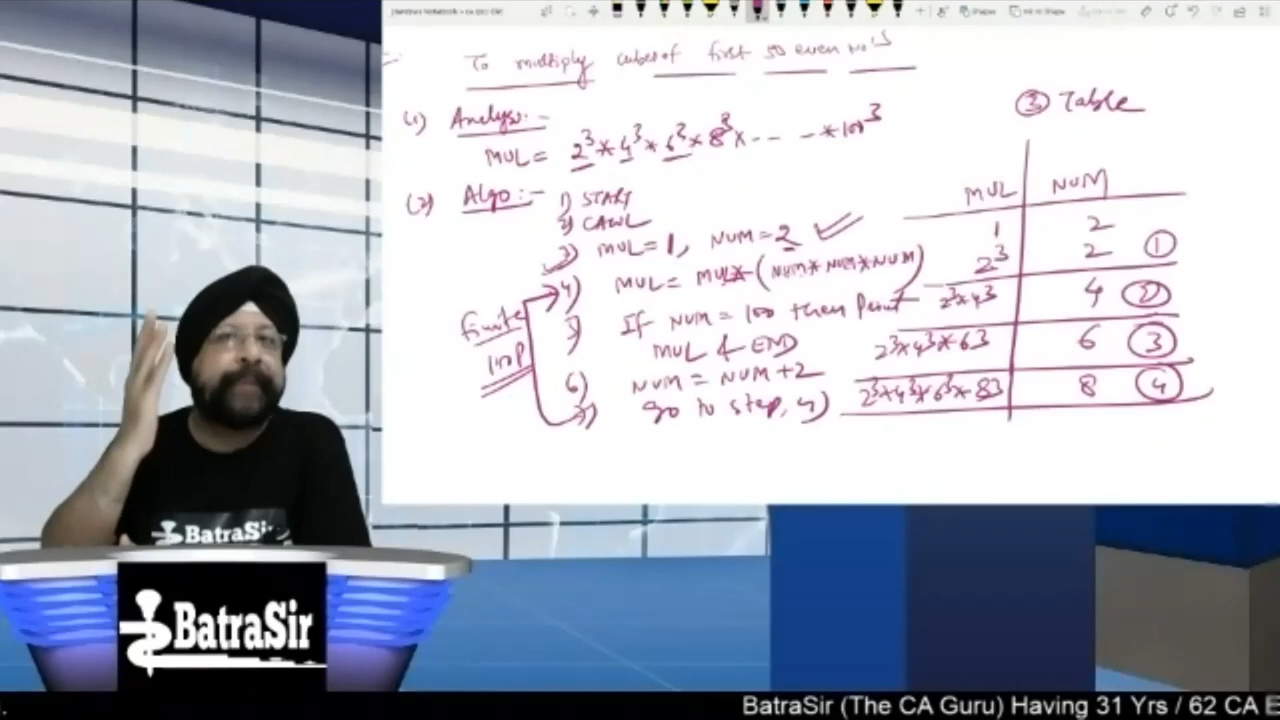 To multiply cubes of first 50 even no's
(1) Analysis:-
MUL = 2³ * 4³ * 6³ * 8³ * - - - - * 100³
(2) Algo:-
1) START
2) CAWL
3) MUL = 1, NUM = 2
4) MUL = MUL * (NUM * NUM * NUM)
5) If NUM = 100 then Print
MUL & END
6) NUM = NUM + 2
7) go to step 4)
finite
loop
③ Table
MUL NUM
1 2
2³ 2 ①
2³*4³ 4 ②
2³*4³*6³ 6 ③
2³*4³*6³*8³ 8 ④
BatraSir
BatraSir
BatraSir (The CA Guru) Having 31 Yrs / 62 CA E